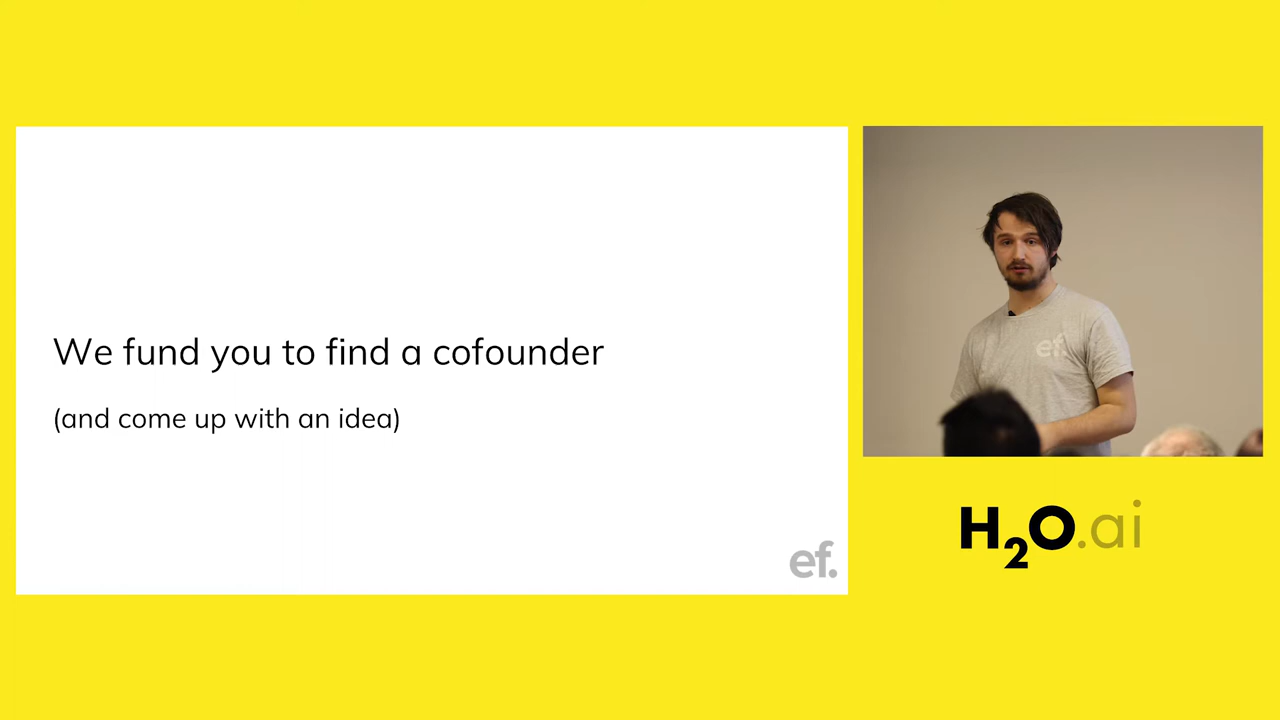 We fund you to find a cofounder
(and come up with an idea)
ef.
ef.
H2O.ai